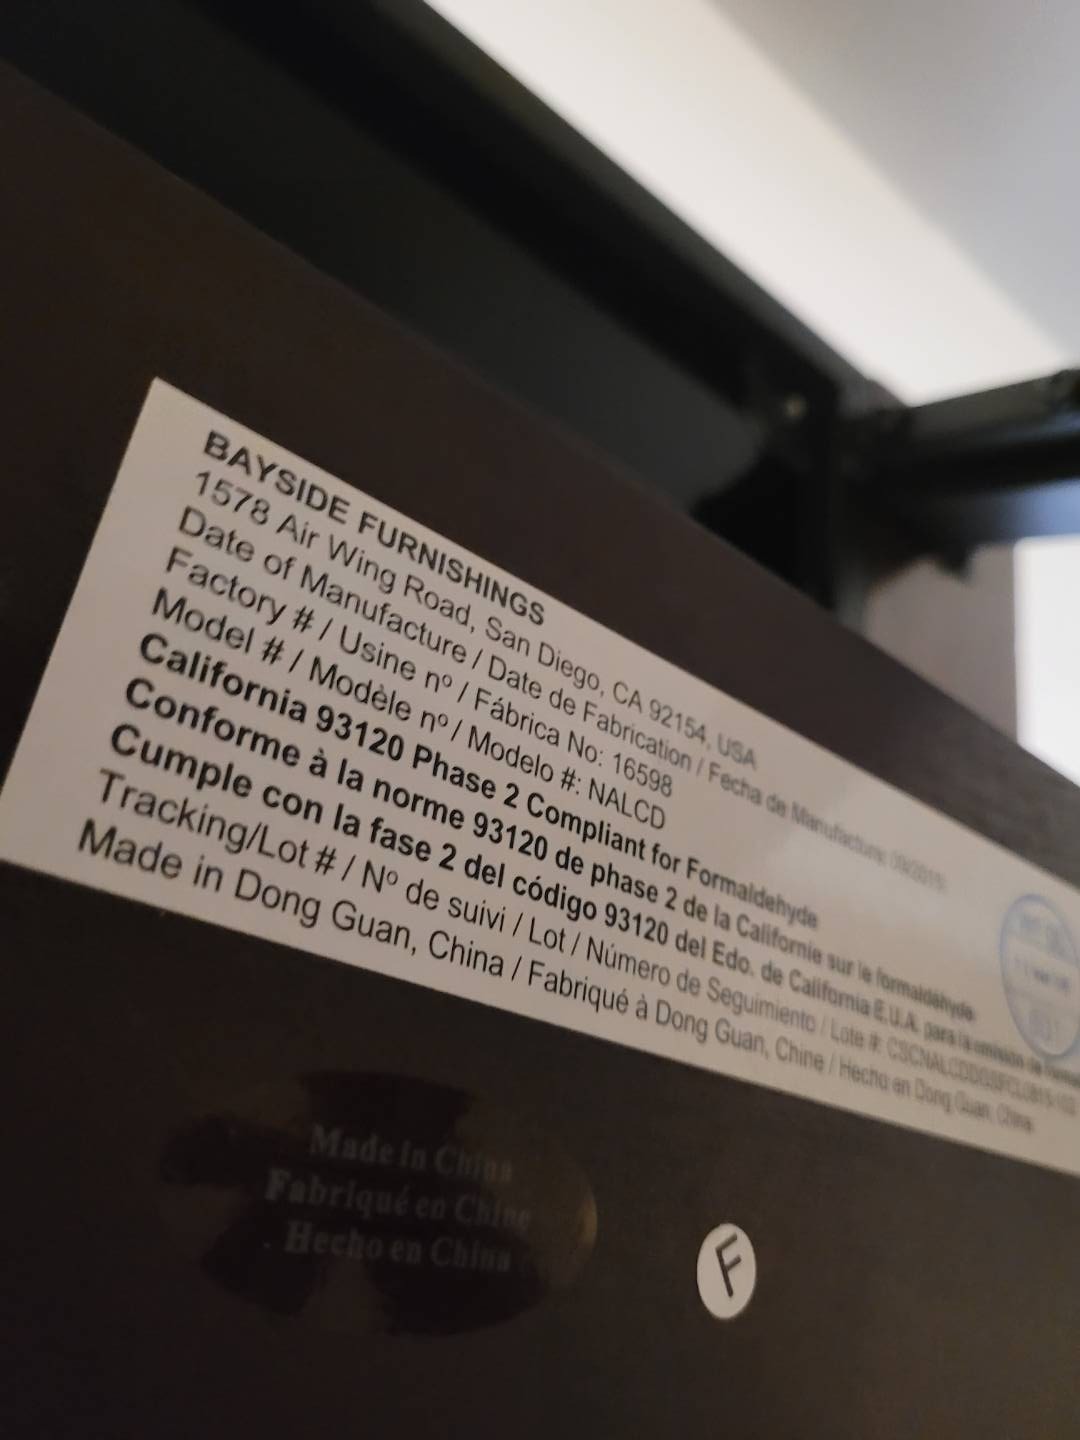 BAYSIDE FURNISHINGS
1578 Air Wing Road, San Diego, CA 92154, USA
Date of Manufacture / Date de Fabrication / Fecha de Manufactura: 09/2015
Factory # / Usine nº / Fábrica No: 16598
Model # / Modèle nº / Modelo #: NALCD
California 93120 Phase 2 Compliant for Formaldehyde
Conforme à la norme 93120 de phase 2 de la Californie sur le formaldéhyde
Cumple con la fase 2 del código 93120 del Edo. de California E.U.A. para la emisión de
Tracking/Lot # / Nº de suivi / Lot / Número de Seguimiento / Lote #:
Made in Dong Guan, China / Fabriqué à Dong Guan, Chine / Hecho en Dong Guan, China
Made in China
Fabriqué en Chine
Hecho en China
F